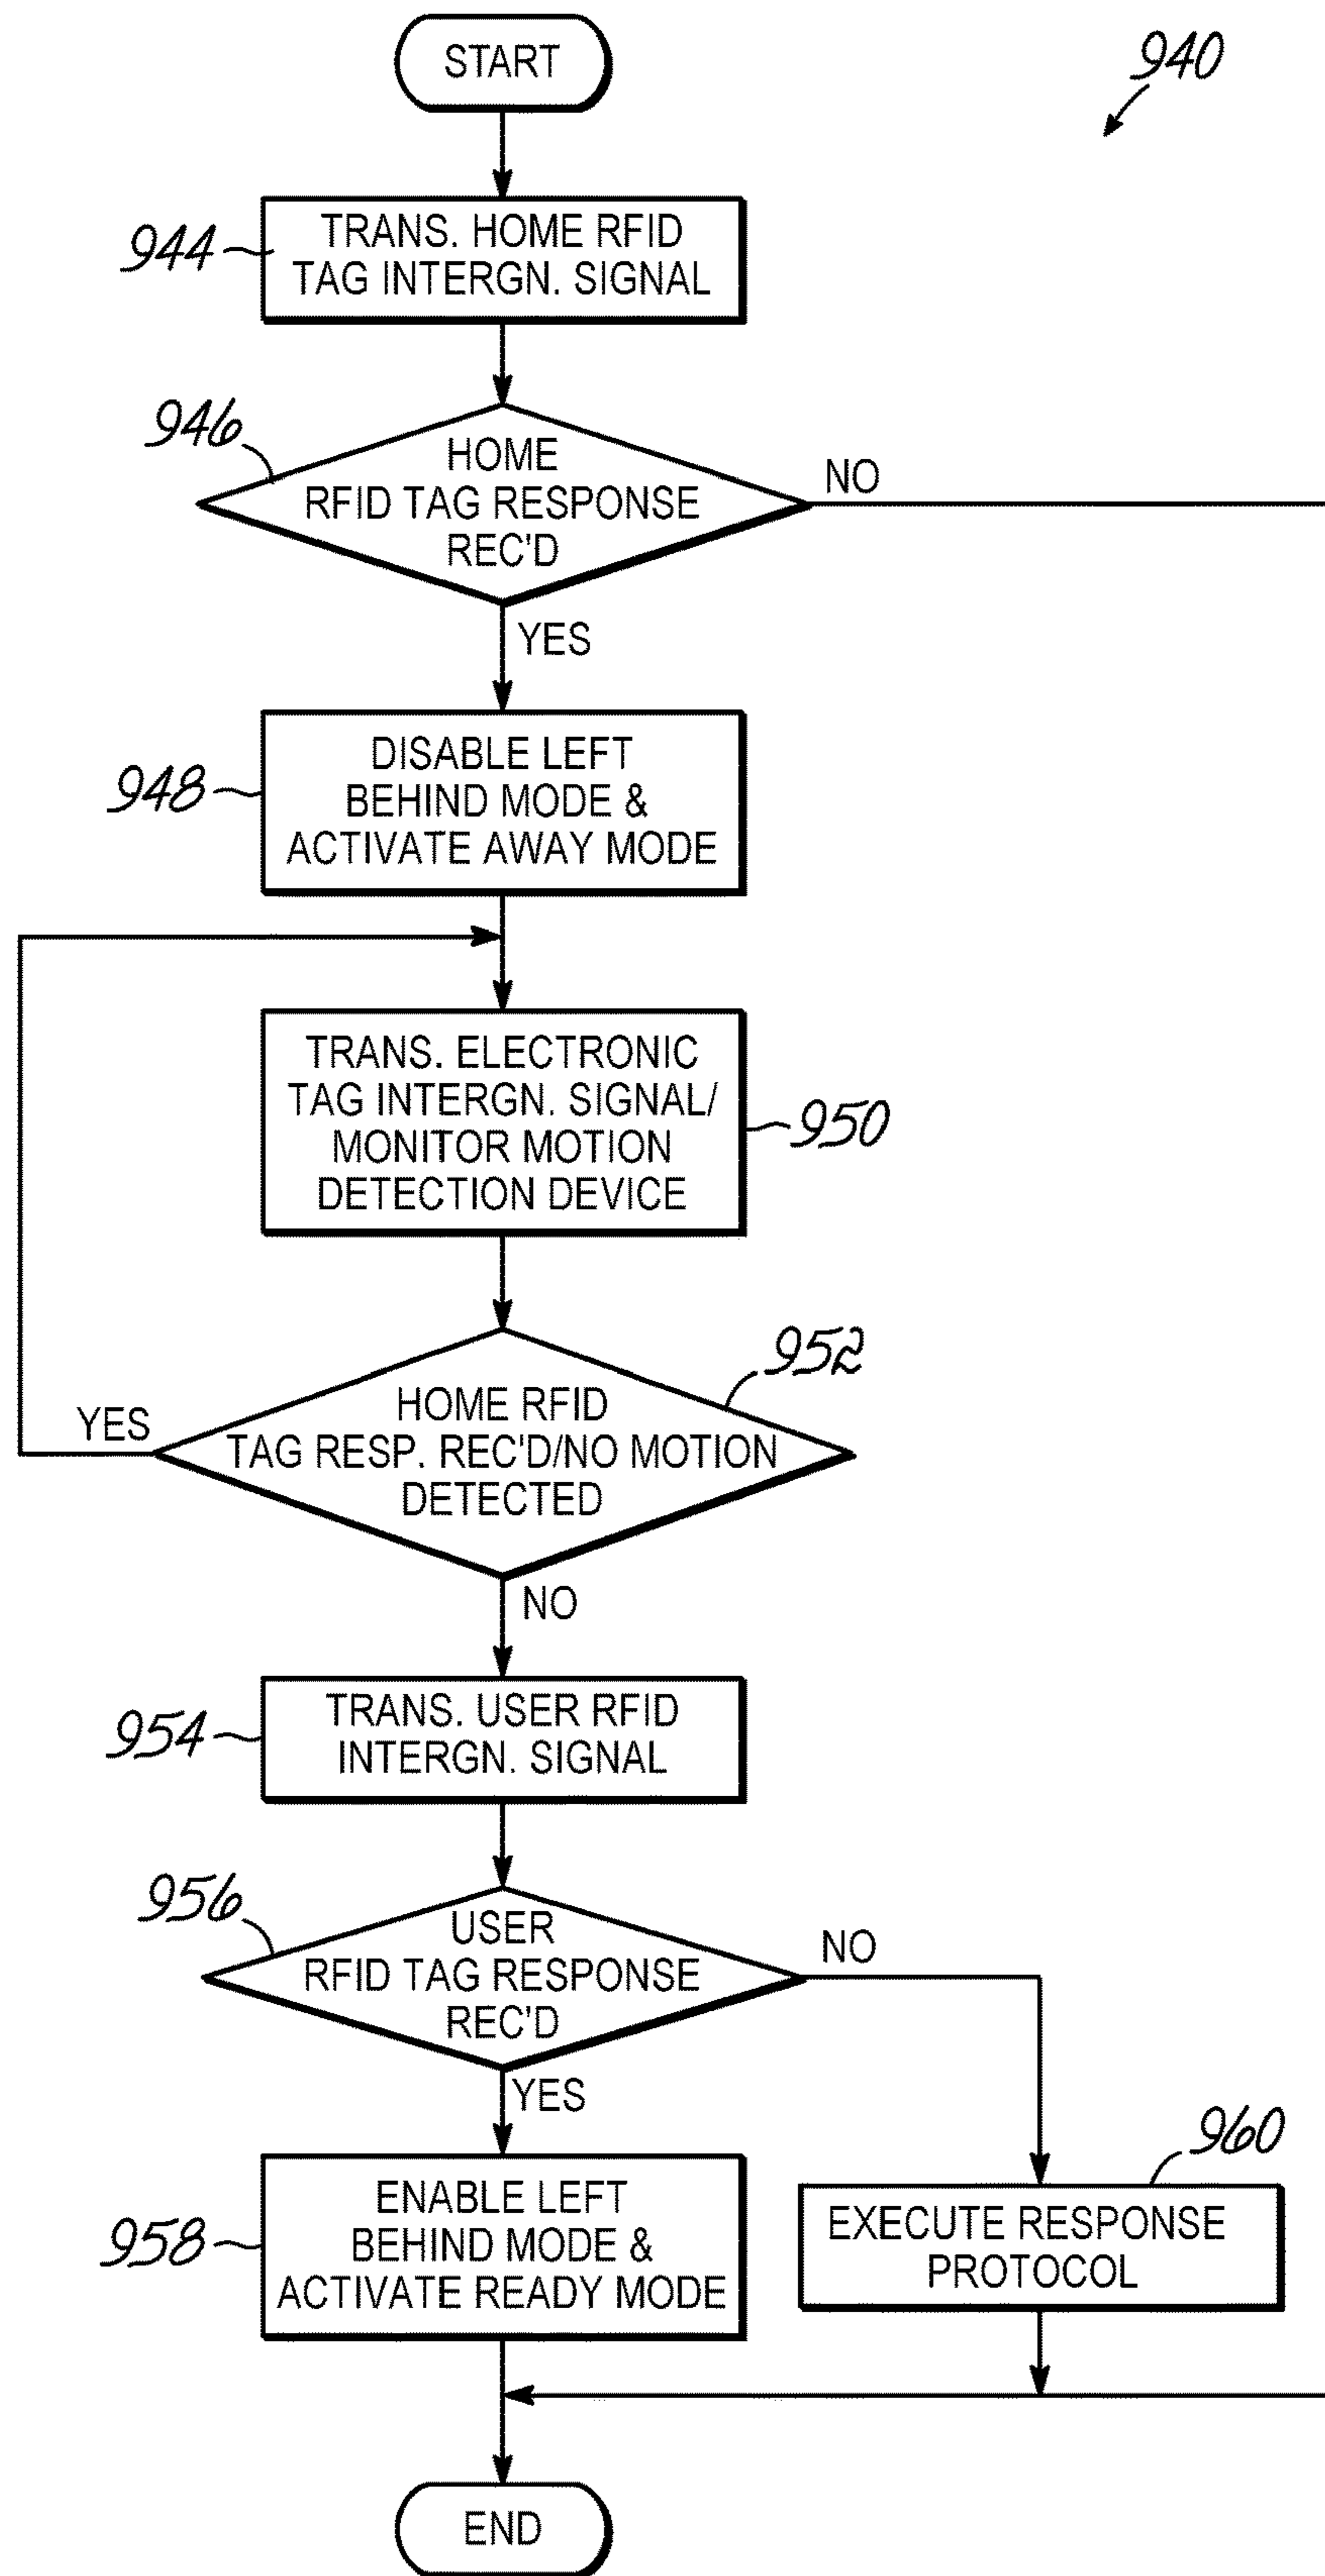 START
940
944
TRANS. HOME RFID
TAG INTERGN. SIGNAL
946
HOME
RFID TAG RESPONSE
REC'D
NO
YES
948
DISABLE LEFT
BEHIND MODE &
ACTIVATE AWAY MODE
TRANS. ELECTRONIC
TAG INTERGN. SIGNAL/
MONITOR MOTION
DETECTION DEVICE
950
952
HOME RFID
TAG RESP. REC'D/NO MOTION
DETECTED
YES
NO
954
TRANS. USER RFID
INTERGN. SIGNAL
956
USER
RFID TAG RESPONSE
REC'D
NO
YES
958
ENABLE LEFT
BEHIND MODE &
ACTIVATE READY MODE
960
EXECUTE RESPONSE
PROTOCOL
END